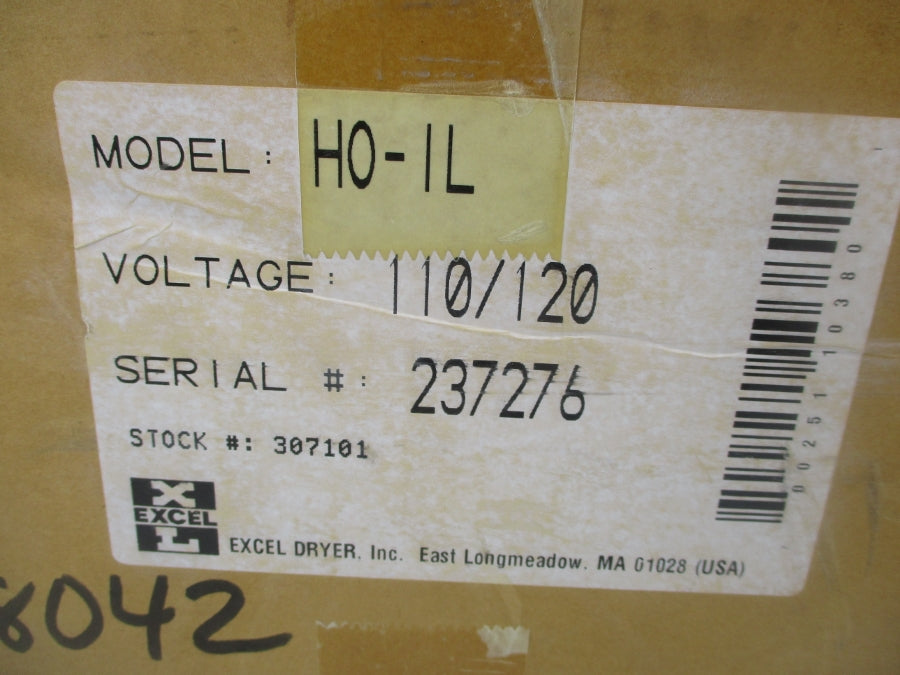 MODEL: HO-IL
VOLTAGE: 110/120
SERIAL #: 237276
STOCK #: 307101
X
EXCEL
L
EXCEL DRYER, Inc. East Longmeadow, MA 01028 (USA)
0025110380
8042